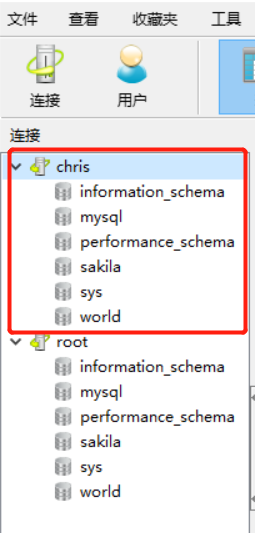 文件 查看 收藏夹 工具
连接 用户
连接
chris
information_schema
mysql
performance_schema
sakila
sys
world
root
information_schema
mysql
performance_schema
sakila
sys
world